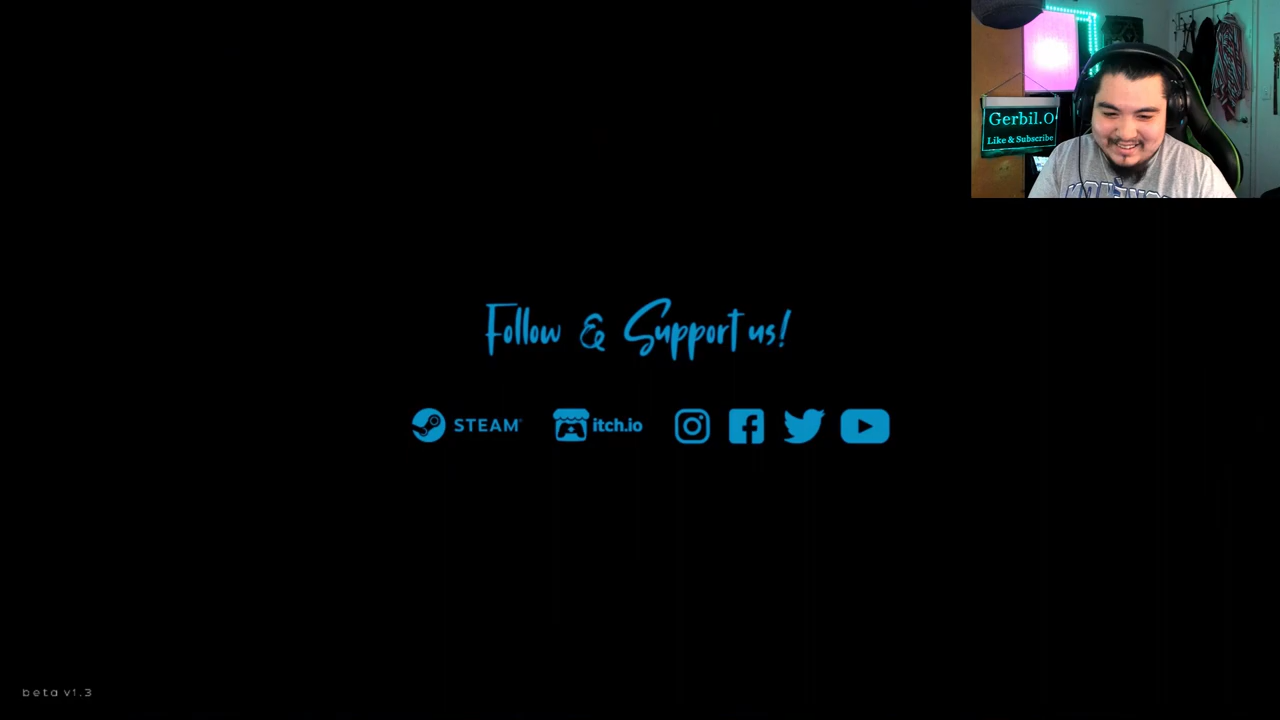 Gerbil.O
Like & Subscribe
Follow & Support us!
STEAM®
itch.io
beta v1.3